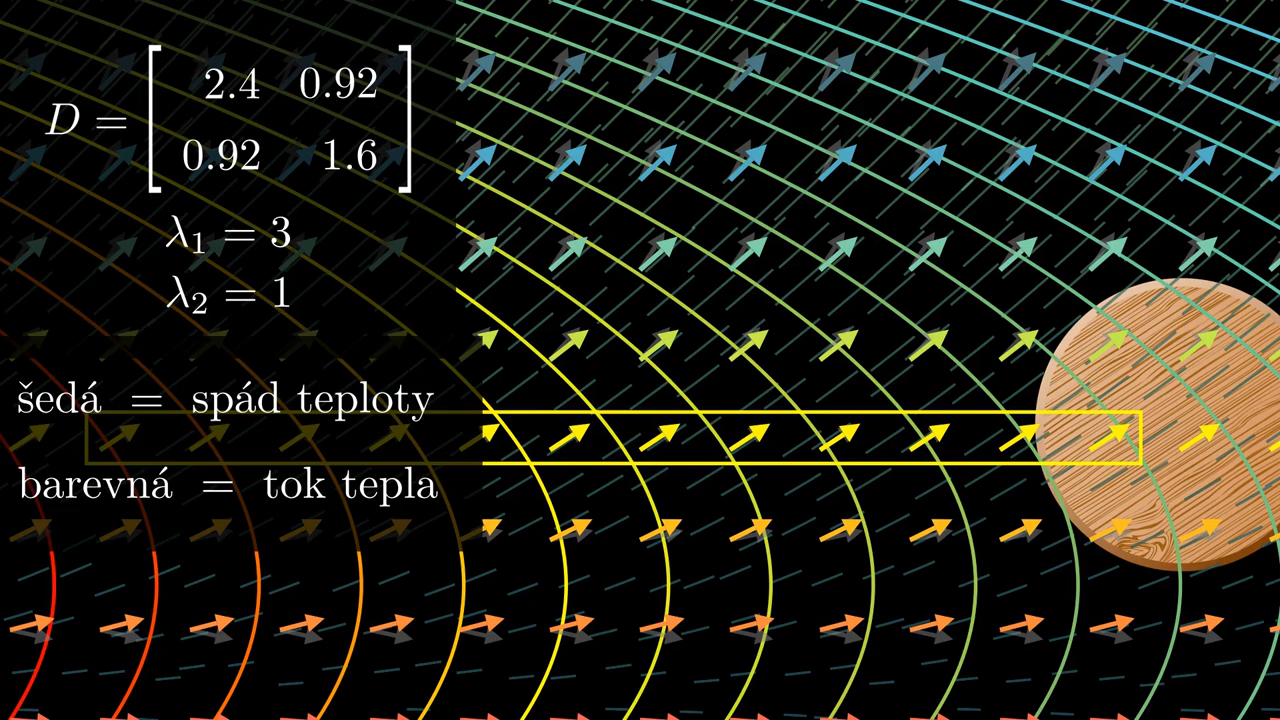 D = [ 2.4 0.92
0.92 1.6 ]
λ₁ = 3
λ₂ = 1
šedá = spád teploty
barevná = tok tepla